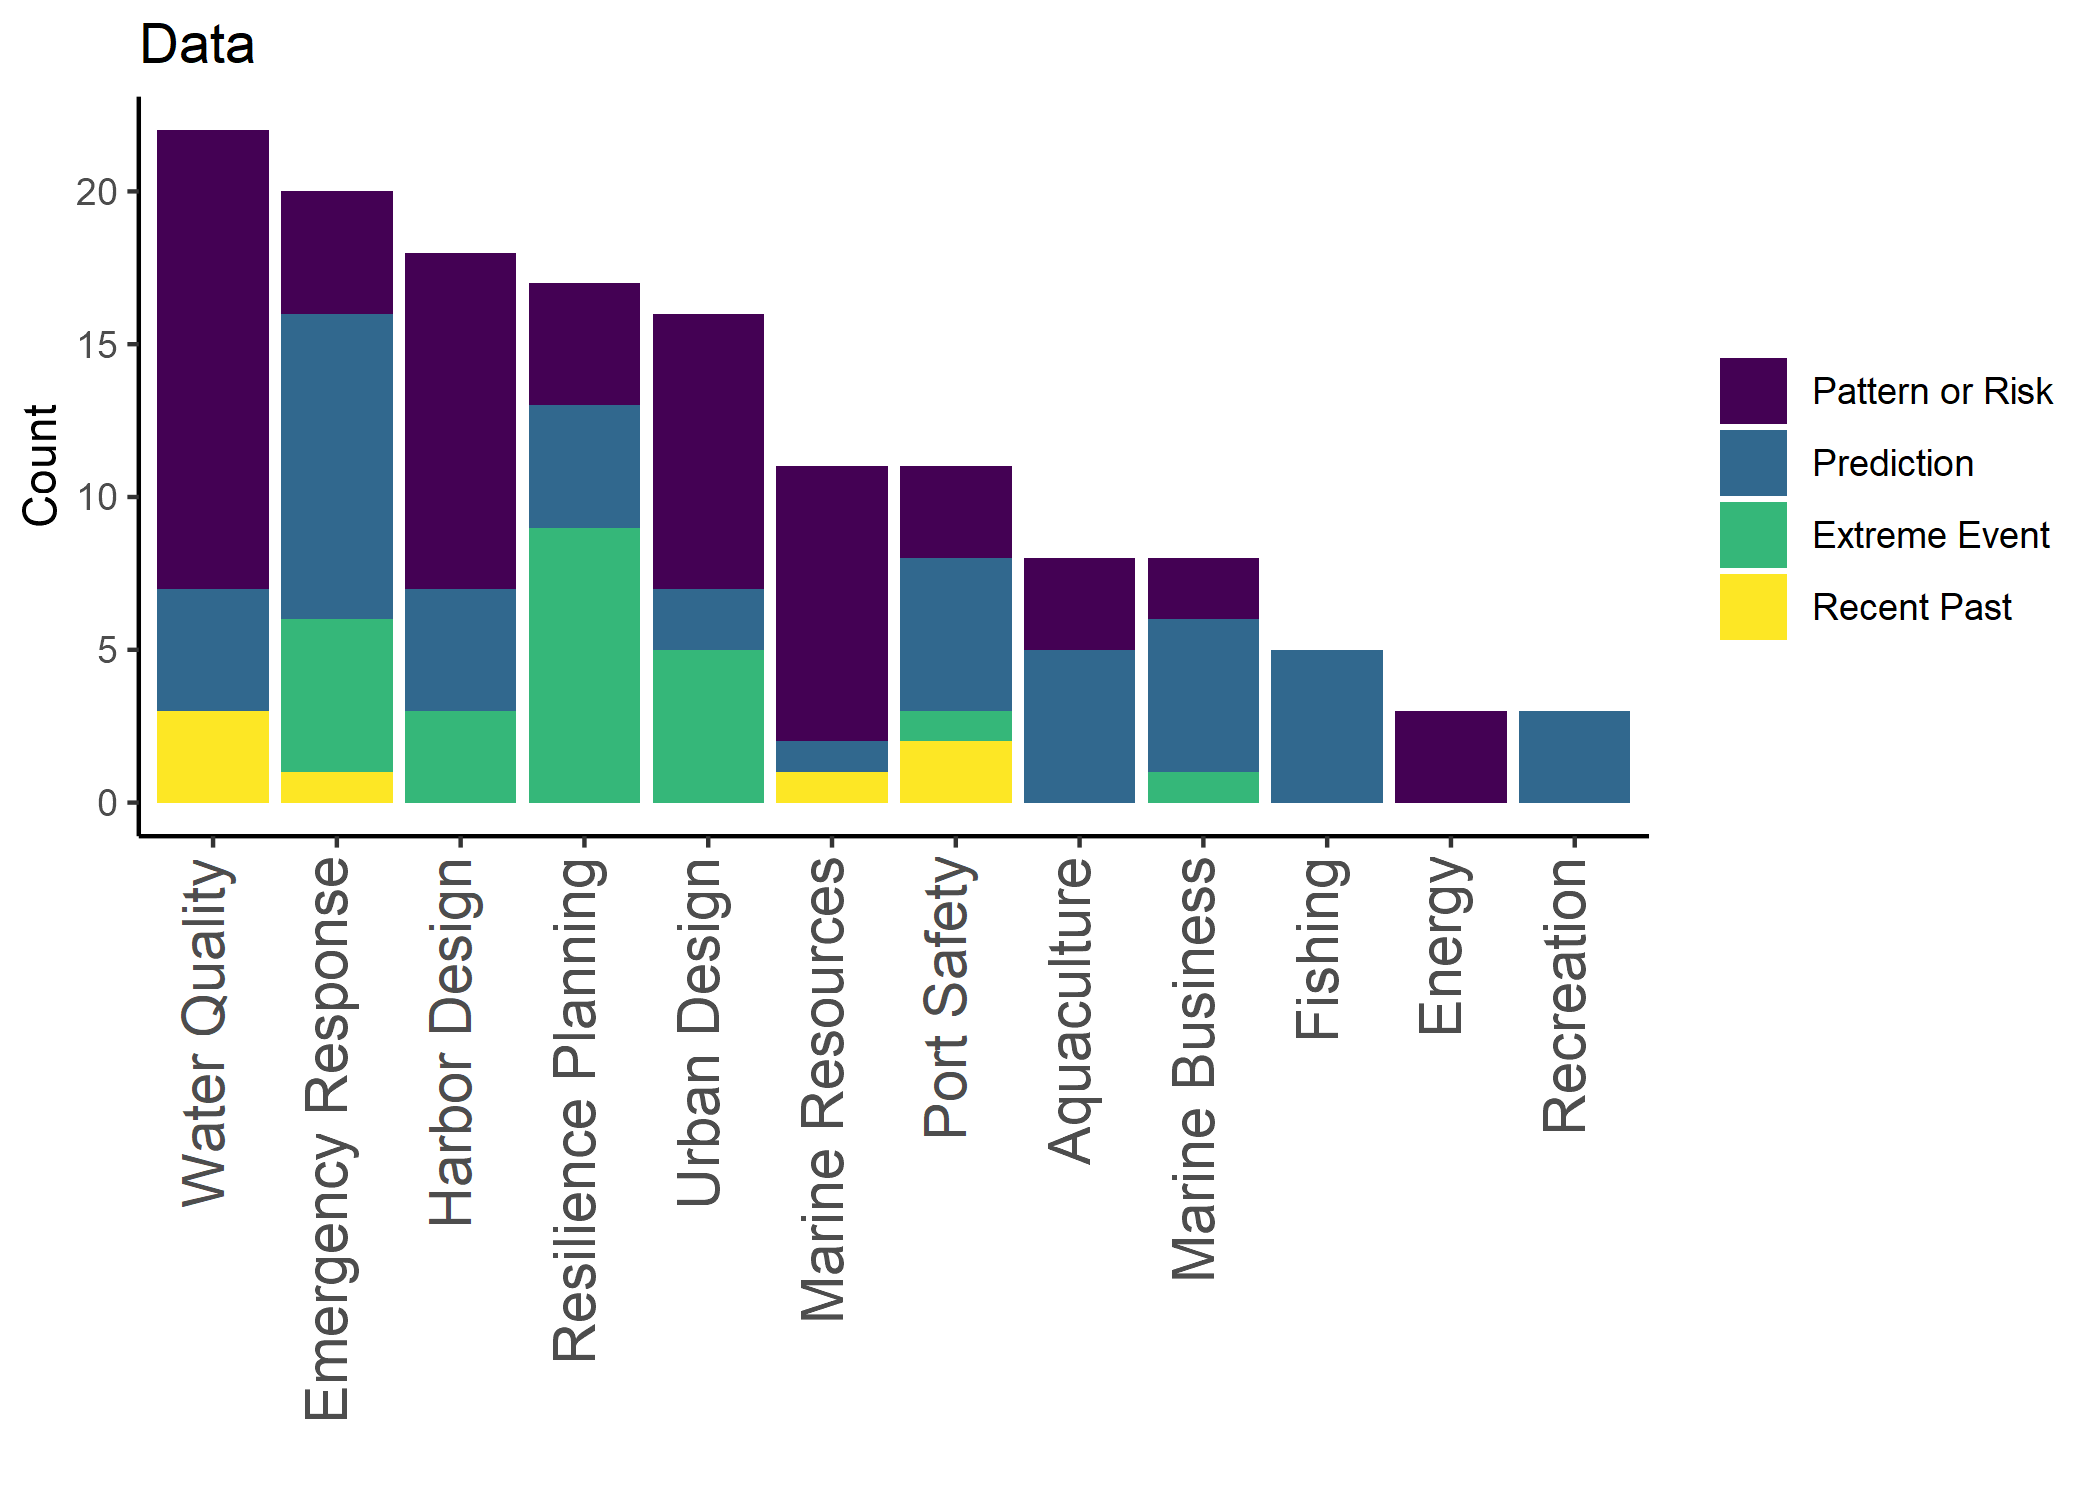 Data
Count
20
15
10
5
0
Water Quality
Emergency Response
Harbor Design
Resilience Planning
Urban Design
Marine Resources
Port Safety
Aquaculture
Marine Business
Fishing
Energy
Recreation
Pattern or Risk
Prediction
Extreme Event
Recent Past